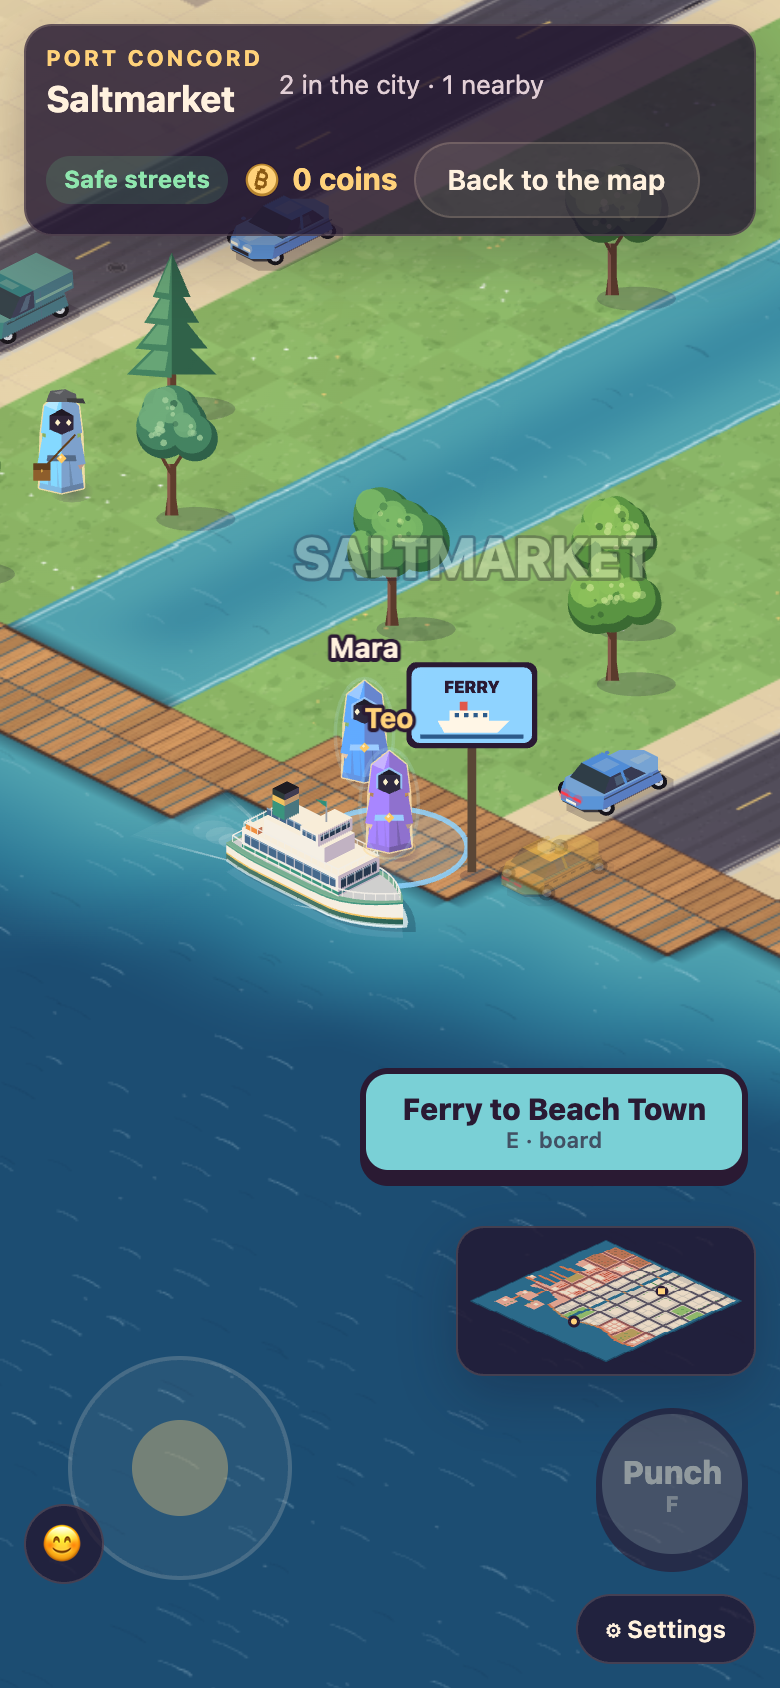 PORT CONCORD
Saltmarket
2 in the city · 1 nearby
Safe streets
0 coins
Back to the map
SALTMARKET
Mara
FERRY
Teo
Ferry to Beach Town
E · board
Punch
F
Settings